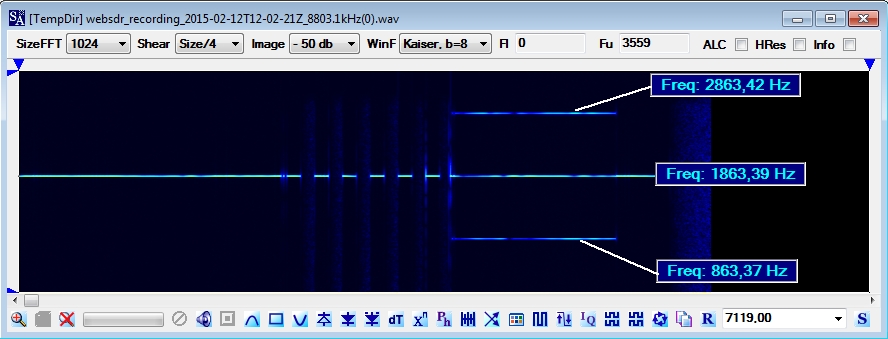 [TempDir] websdr_recording_2015-02-12T12-02-21Z_8803.1kHz(0).wav
SizeFFT 1024 Shear Size/4 Image - 50 db WinF Kaiser, b=8 Fl 0 Fu 3559 ALC HRes Info
Freq: 2863,42 Hz
Freq: 1863,39 Hz
Freq: 863,37 Hz
dT Xⁿ Ph IQ R 7119,00 S